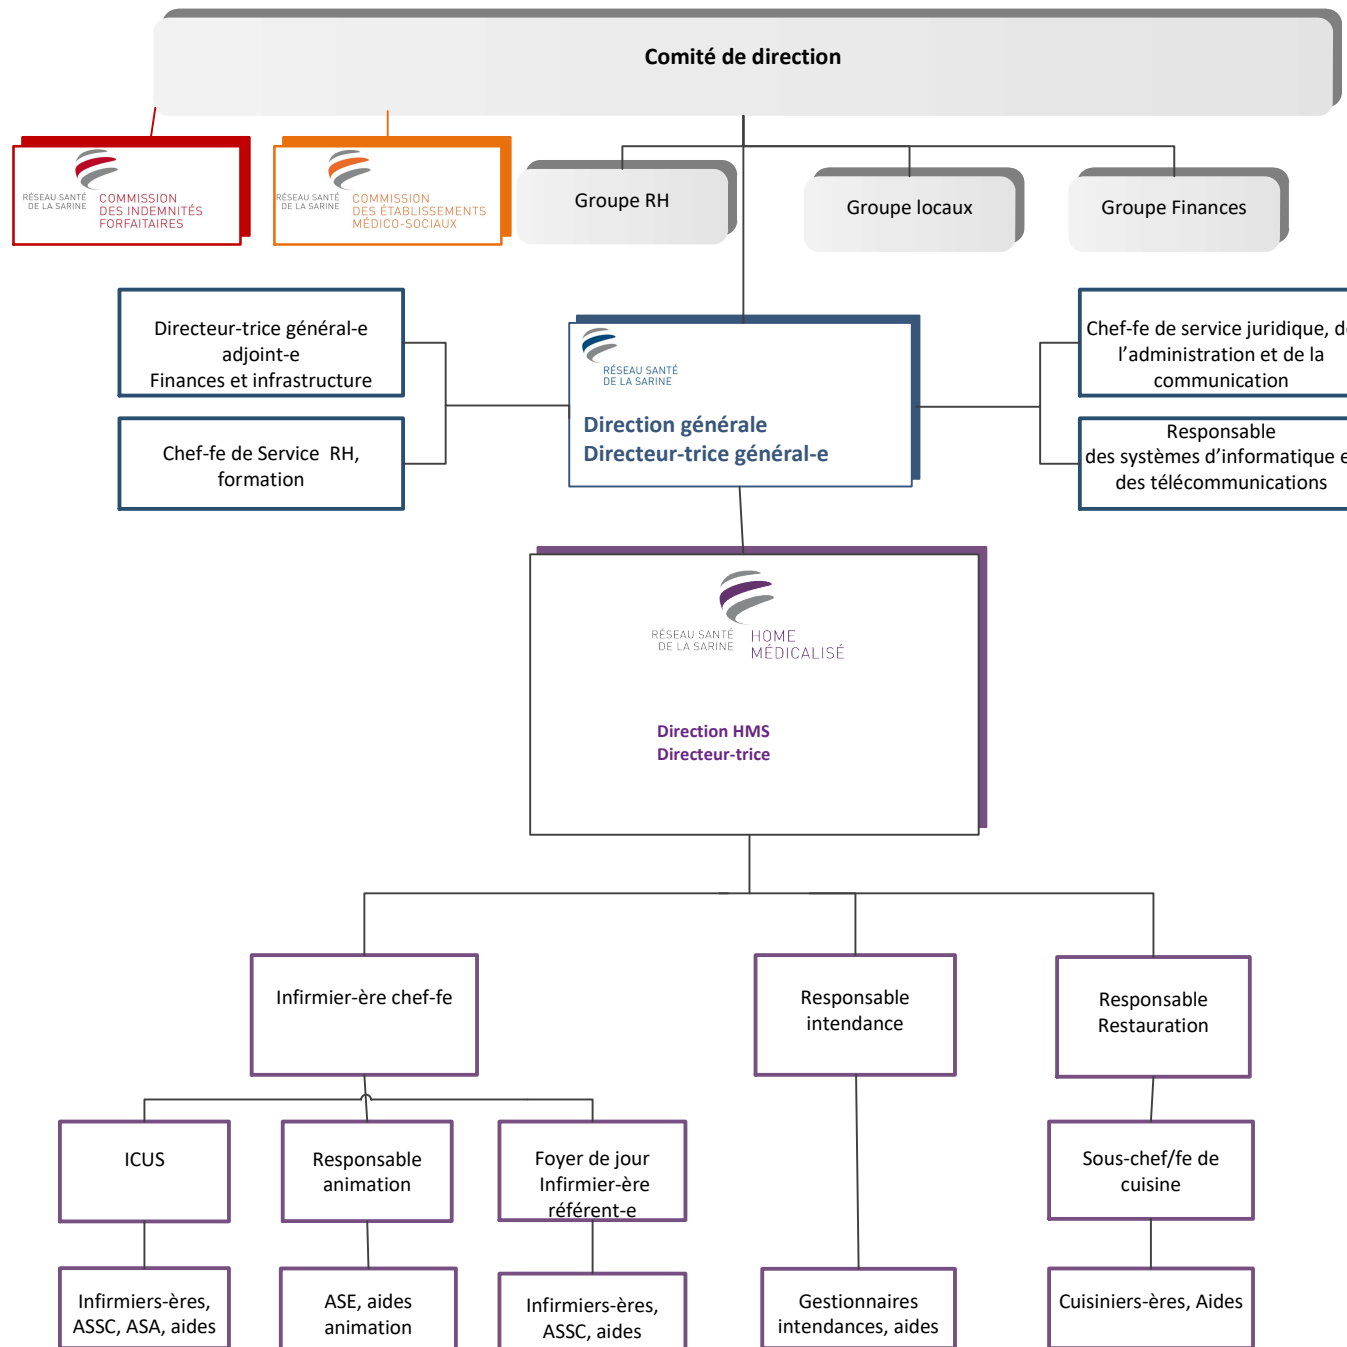 Comité de direction
RÉSEAU SANTÉ
DE LA SARINE
COMMISSION
DES INDEMNITÉS
FORFAITAIRES
RÉSEAU SANTÉ
DE LA SARINE
COMMISSION
DES ÉTABLISSEMENTS
MÉDICO-SOCIAUX
Groupe RH
Groupe locaux
Groupe Finances
Directeur-trice général-e
adjoint-e
Finances et infrastructure
Chef-fe de Service RH,
formation
RÉSEAU SANTÉ
DE LA SARINE
Direction générale
Directeur-trice général-e
Chef-fe de service juridique, de
l'administration et de la
communication
Responsable
des systèmes d'informatique e
des télécommunications
RÉSEAU SANTÉ
DE LA SARINE
HOME
MÉDICALISÉ
Direction HMS
Directeur-trice
Infirmier-ère chef-fe
Responsable
intendance
Responsable
Restauration
ICUS
Responsable
animation
Foyer de jour
Infirmier-ère
référent-e
Sous-chef/fe de
cuisine
Infirmiers-ères,
ASSC, ASA, aides
ASE, aides
animation
Infirmiers-ères,
ASSC, aides
Gestionnaires
intendances, aides
Cuisiniers-ères, Aides